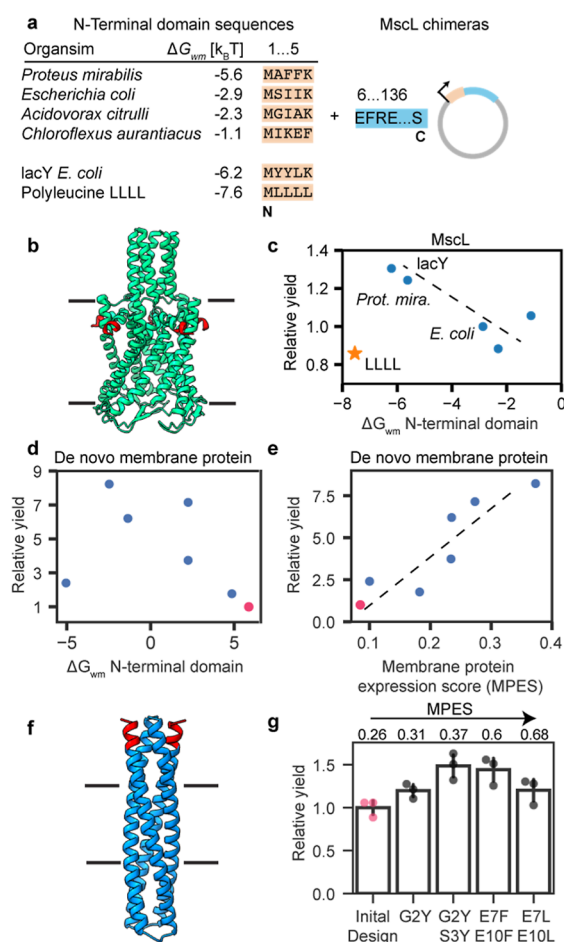 a
N-Terminal domain sequences
MscL chimeras
Organsim ΔGwm [kBT] 1...5
Proteus mirabilis -5.6 MAFFK
Escherichia coli -2.9 MSIIK
Acidovorax citrulli -2.3 MGIAK
Chloroflexus aurantiacus -1.1 MIKEF
lacY E. coli -6.2 MYYLK
Polyleucine LLLL -7.6 MLLLL
N
+
6...136
EFRE...S
C
b
c
MscL
Relative yield
1.4
1.2
1.0
0.8
lacY
Prot. mira.
E. coli
LLLL
-8 -6 -4 -2 0
ΔGwm N-terminal domain
d
De novo membrane protein
Relative yield
9
7
5
3
1
−5 0 5
ΔGwm N-terminal domain
e
De novo membrane protein
Relative yield
7.5
5.0
2.5
0.0
0.1 0.2 0.3 0.4
Membrane protein
expression score (MPES)
f
g
MPES
0.26 0.31 0.37 0.6 0.68
Relative yield
1.5
1.0
0.5
0.0
Inital G2Y G2Y E7F E7L
Design S3Y E10F E10L